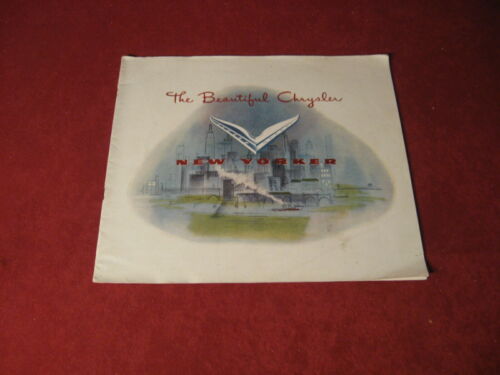 The Beautiful Chrysler
NEW YORKER